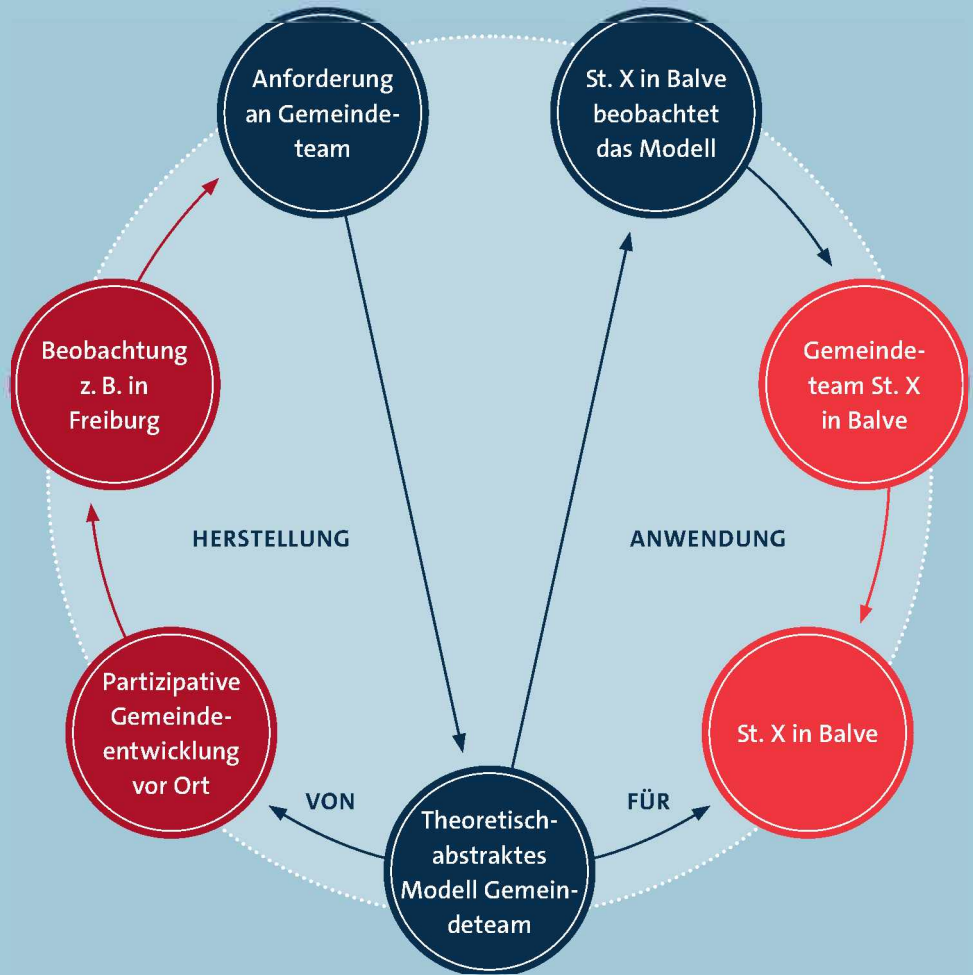 Anforderung
an Gemeinde-
team
St. X in Balve
beobachtet
das Modell
Beobachtung
z. B. in
Freiburg
Gemeinde-
team St. X
in Balve
HERSTELLUNG
ANWENDUNG
Partizipative
Gemeinde-
entwicklung
vor Ort
St. X in Balve
VON
FÜR
Theoretisch-
abstraktes
Modell Gemein-
deteam